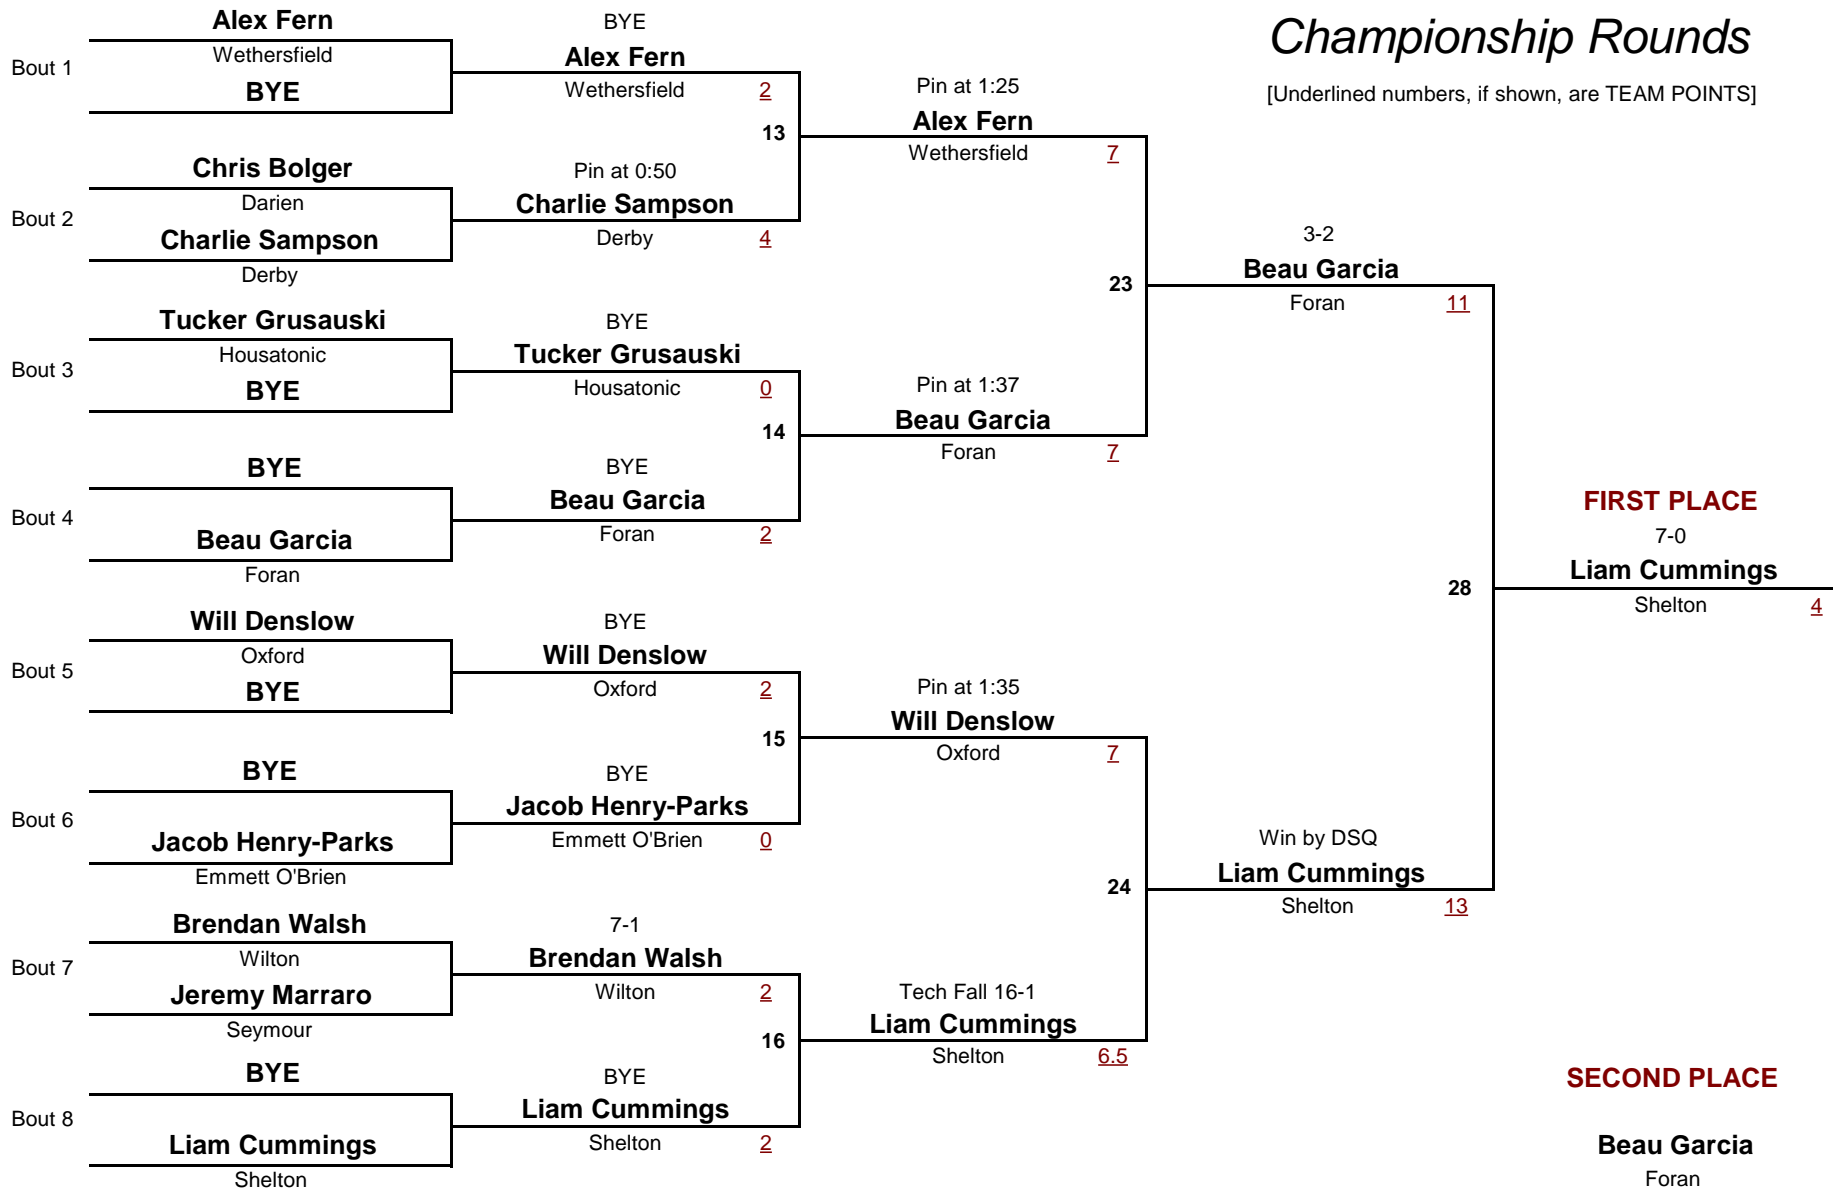 Championship Rounds
[Underlined numbers, if shown, are TEAM POINTS]
Bout 1
Alex Fern
Wethersfield
BYE
Bout 2
Chris Bolger
Darien
Charlie Sampson
Derby
Bout 3
Tucker Grusauski
Housatonic
BYE
Bout 4
BYE
Beau Garcia
Foran
Bout 5
Will Denslow
Oxford
BYE
Bout 6
BYE
Jacob Henry-Parks
Emmett O'Brien
Bout 7
Brendan Walsh
Wilton
Jeremy Marraro
Seymour
Bout 8
BYE
Liam Cummings
Shelton
BYE
Alex Fern
Wethersfield 2
13
Pin at 0:50
Charlie Sampson
Derby 4
BYE
Tucker Grusauski
Housatonic 0
14
BYE
Beau Garcia
Foran 2
BYE
Will Denslow
Oxford 2
15
BYE
Jacob Henry-Parks
Emmett O'Brien 0
7-1
Brendan Walsh
Wilton 2
16
BYE
Liam Cummings
Shelton 2
Pin at 1:25
Alex Fern
Wethersfield 7
23
Pin at 1:37
Beau Garcia
Foran 7
Pin at 1:35
Will Denslow
Oxford 7
24
Tech Fall 16-1
Liam Cummings
Shelton 6.5
3-2
Beau Garcia
Foran 11
28
Win by DSQ
Liam Cummings
Shelton 13
FIRST PLACE
7-0
Liam Cummings
Shelton 4
SECOND PLACE
Beau Garcia
Foran